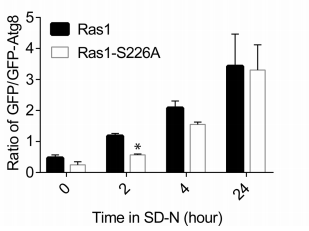 Ratio of GFP/GFP-Atg8
5
4
3
2
1
0
Ras1
Ras1-S226A
*
0
2
4
24
Time in SD-N (hour)